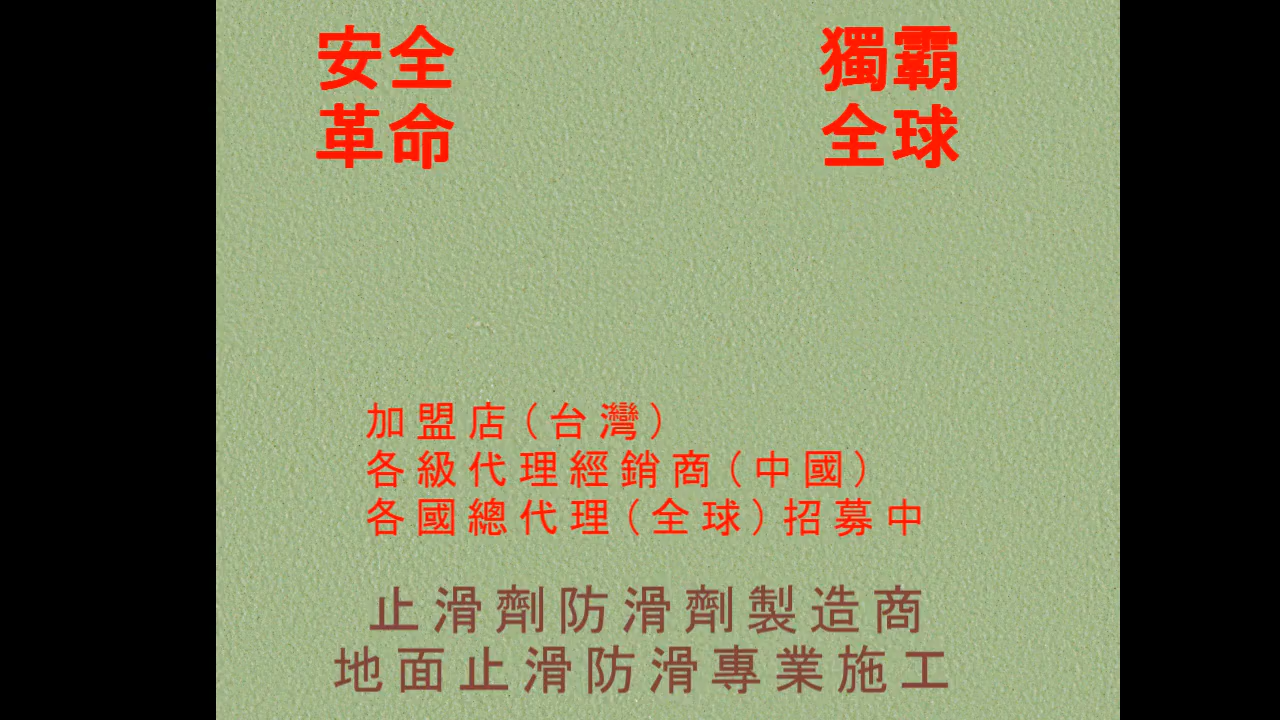 安全 獨霸
革命 全球
加盟店(台灣)
各級代理經銷商(中國)
各國總代理(全球)招募中
止滑劑防滑劑製造商
地面止滑防滑專業施工